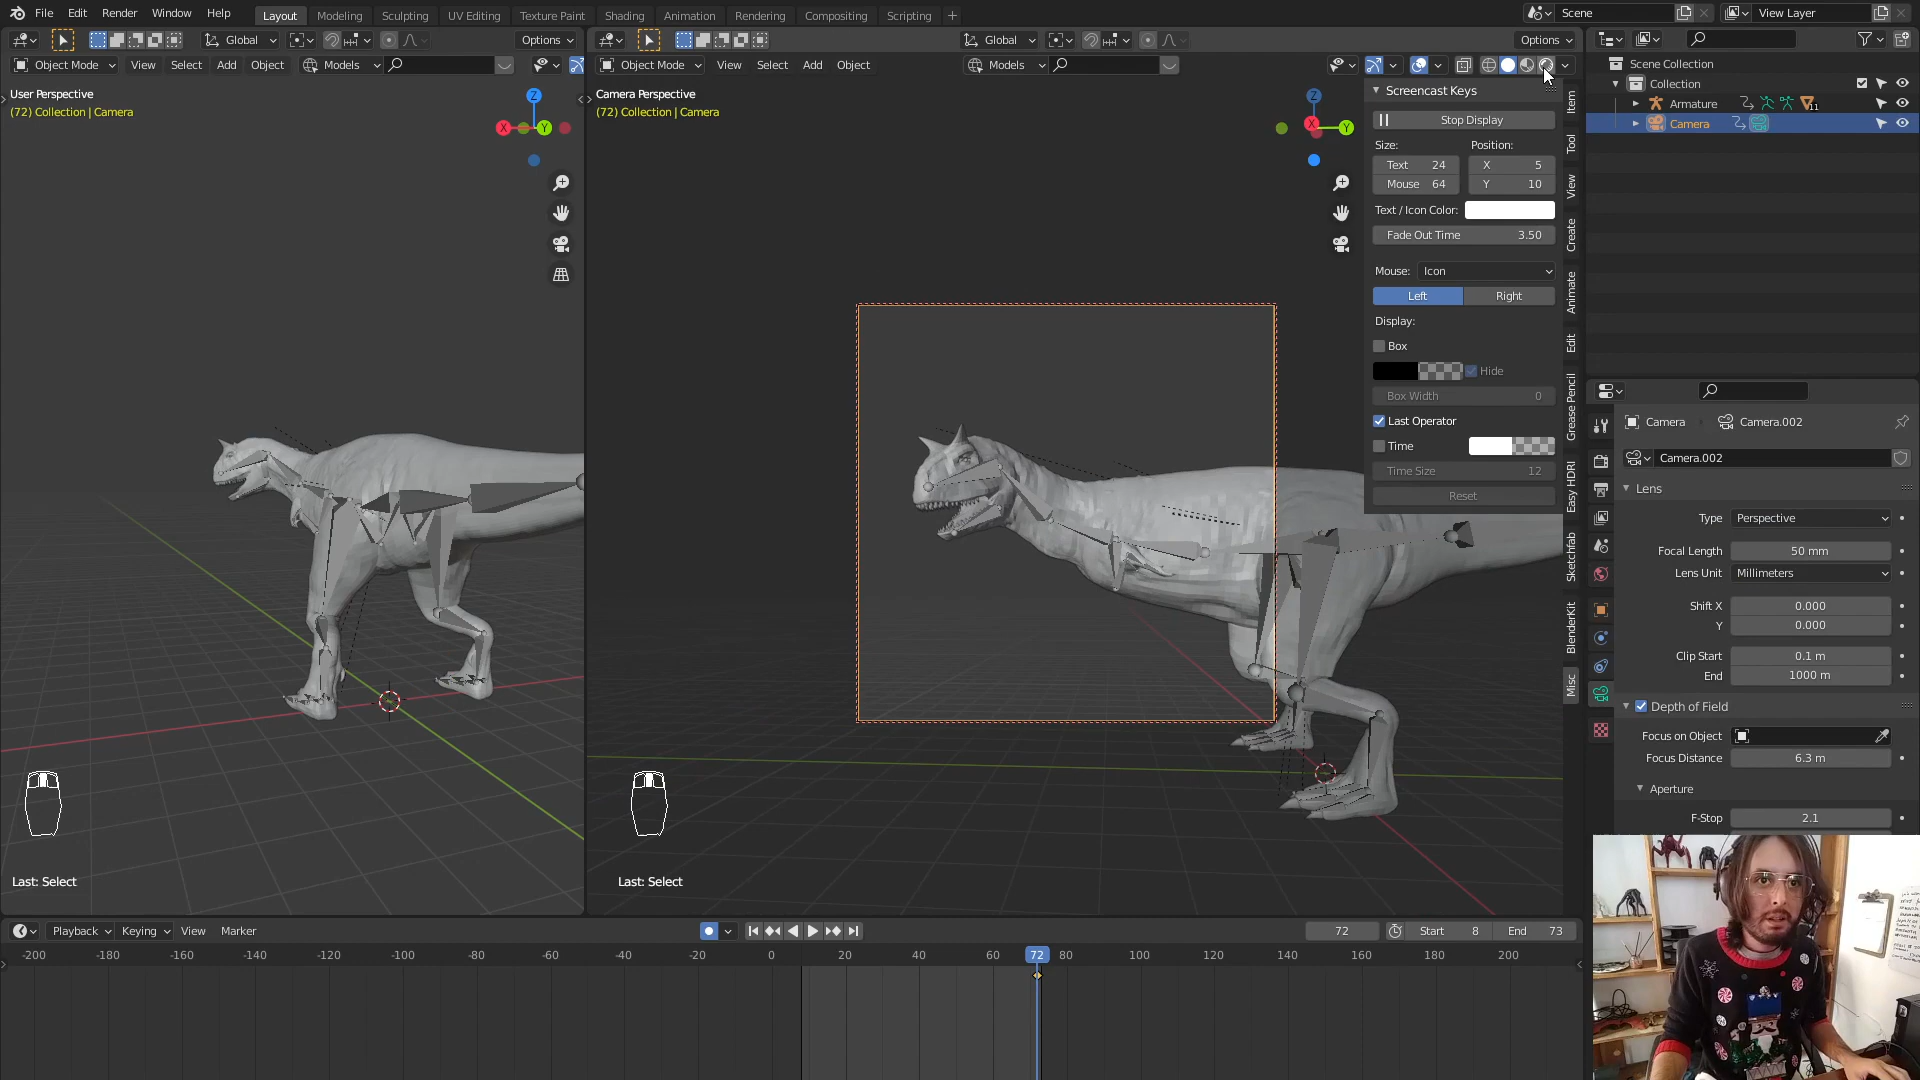 File Edit Render Window Help
Layout Modeling Sculpting UV Editing Texture Paint Shading Animation Rendering Compositing Scripting +
Scene
View Layer
Global
Options
Global
Options
Object Mode View Select Add Object Models
Object Mode View Select Add Object Models
User Perspective
(72) Collection | Camera
Camera Perspective
(72) Collection | Camera
Z
X
Y
Z
X
Y
Last: Select
Last: Select
Screencast Keys
Stop Display
Size: Position:
Text 24 X 5
Mouse 64 Y 10
Text / Icon Color:
Fade Out Time 3.50
Mouse: Icon
Left Right
Display:
Box
Hide
Box Width 0
Last Operator
Time
Time Size 12
Reset
Item
Tool
View
Create
Animate
Edit
Grease Pencil
Easy HDRI
Sketchfab
BlenderKit
Misc
Scene Collection
Collection
Armature 11
Camera
Camera Camera.002
Camera.002
Lens
Type Perspective
Focal Length 50 mm
Lens Unit Millimeters
Shift X 0.000
Y 0.000
Clip Start 0.1 m
End 1000 m
Depth of Field
Focus on Object
Focus Distance 6.3 m
Aperture
F-Stop 2.1
Playback Keying View Marker
72 Start 8 End 73
-200 -180 -160 -140 -120 -100 -80 -60 -40 -20 0 20 40 60 72 80 100 120 140 160 180 200